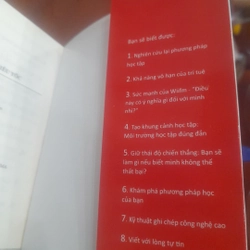 Bạn sẽ biết được:
1. Nghiên cứu lại phương pháp
học tập
2. Khả năng vô hạn của trí tuệ
3. Sức mạnh của WIIIM - "Điều
này có ý nghĩa gì đối với mình
nhỉ?"
4. Tạo khung cảnh học tập:
Môi trường học tập đúng đắn
5. Giữ thái độ chiến thắng: Bạn sẽ
làm gì nếu biết mình không thể
thất bại?
6. Khám phá phương pháp học
của bạn
7. Kỹ thuật ghi chép công nghệ cao
8. Viết với lòng tự tin